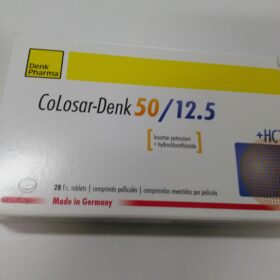 Denk
Pharma
CoLosar-Denk 50/12.5
losartan potassium
+ hydrochlorothiazide
+HCT
28 f.c. tablets | comprimés pelliculés | comprimidos revestidos por película
Made in Germany